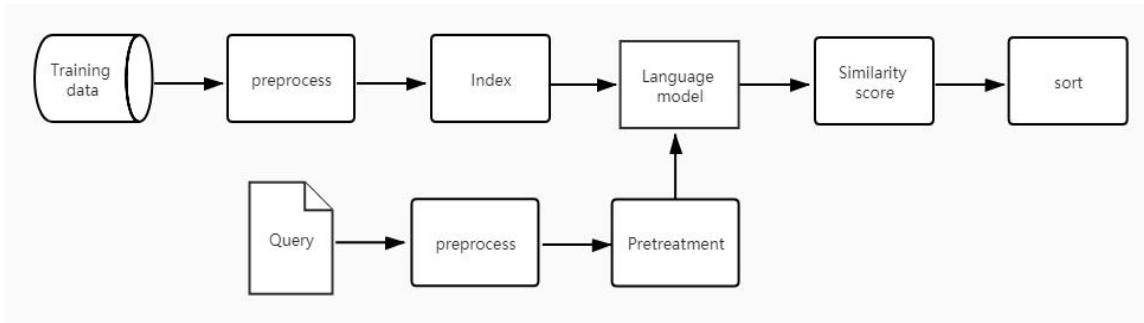 Training
data
preprocess
Index
Language
model
Similarity
score
sort
Query
preprocess
Pretreatment